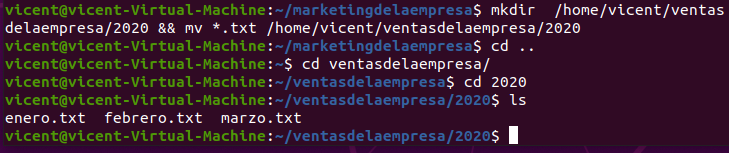 vicent@vicent-Virtual-Machine:~/marketingdelaempresa$ mkdir  /home/vicent/ventas
delaempresa/2020 && mv *.txt /home/vicent/ventasdelaempresa/2020
vicent@vicent-Virtual-Machine:~/marketingdelaempresa$ cd ..
vicent@vicent-Virtual-Machine:~$ cd ventasdelaempresa/
vicent@vicent-Virtual-Machine:~/ventasdelaempresa$ cd 2020
vicent@vicent-Virtual-Machine:~/ventasdelaempresa/2020$ ls
enero.txt  febrero.txt  marzo.txt
vicent@vicent-Virtual-Machine:~/ventasdelaempresa/2020$